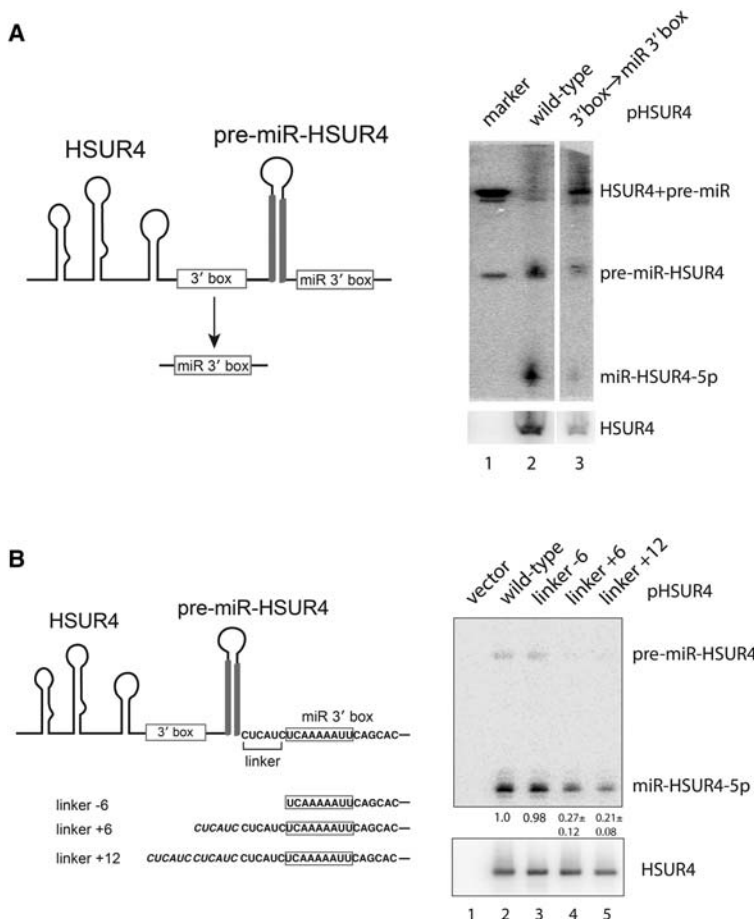 A
HSUR4
pre-miR-HSUR4
3' box
miR 3' box
miR 3' box
marker
wild-type
3'box→miR 3' box
pHSUR4
HSUR4+pre-miR
pre-miR-HSUR4
miR-HSUR4-5p
HSUR4
1 2 3
B
HSUR4
pre-miR-HSUR4
3' box
miR 3' box
CUCAUCUCAAAAAUUCAGCAC
linker
linker -6 UCAAAAAUUCAGCAC
linker +6 CUCAUC CUCAUCUCAAAAAUUCAGCAC
linker +12 CUCAUC CUCAUC CUCAUCUCAAAAAUUCAGCAC
vector
wild-type
linker -6
linker +6
linker +12
pHSUR4
pre-miR-HSUR4
miR-HSUR4-5p
1.0 0.98 0.27± 0.21±
0.12 0.08
HSUR4
1 2 3 4 5